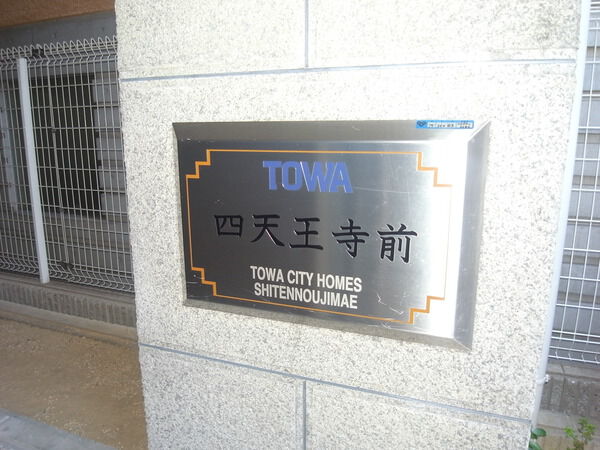 TOWA
四天王寺前
TOWA CITY HOMES
SHITENNOUJIMAE